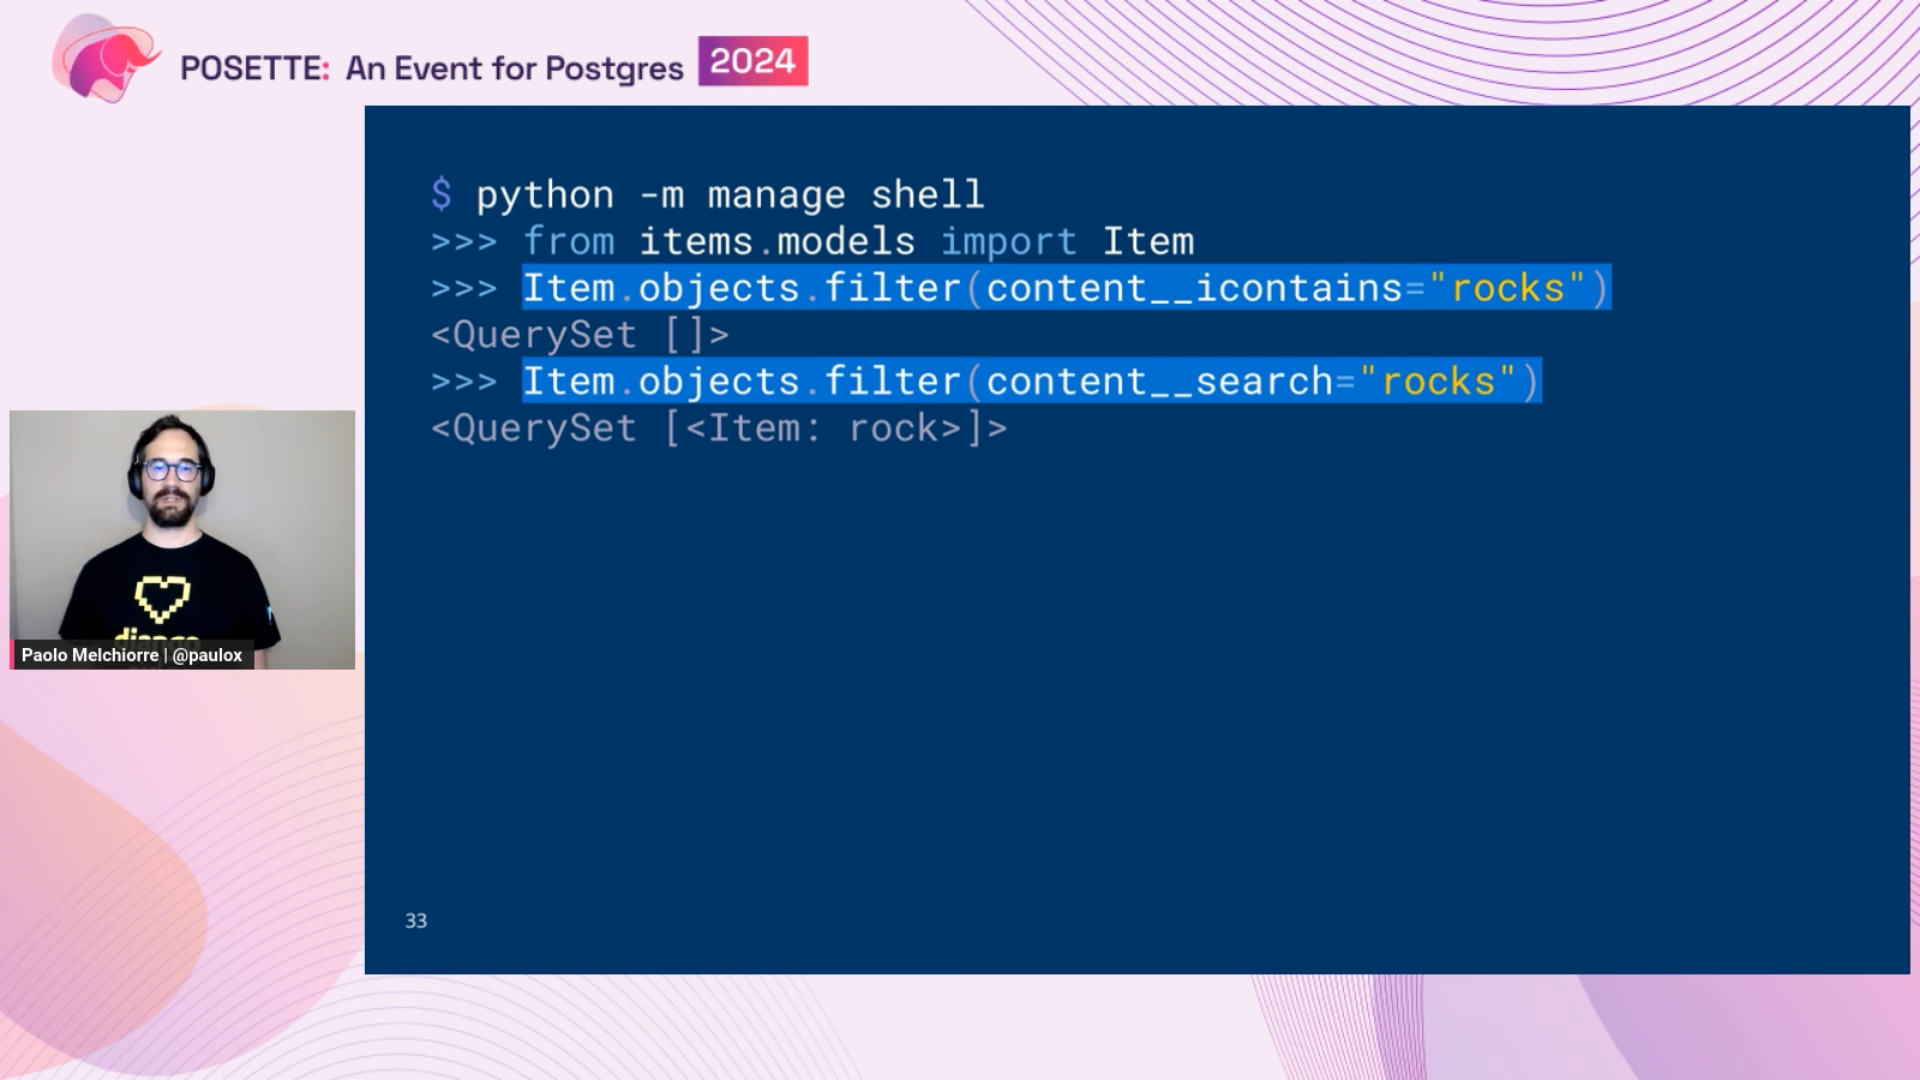 POSETTE: An Event for Postgres 2024
$ python -m manage shell
>>> from items.models import Item
>>> Item.objects.filter(content__icontains="rocks")
<QuerySet []>
>>> Item.objects.filter(content__search="rocks")
<QuerySet [<Item: rock>]>
django
Paolo Melchiorre | @paulox
33